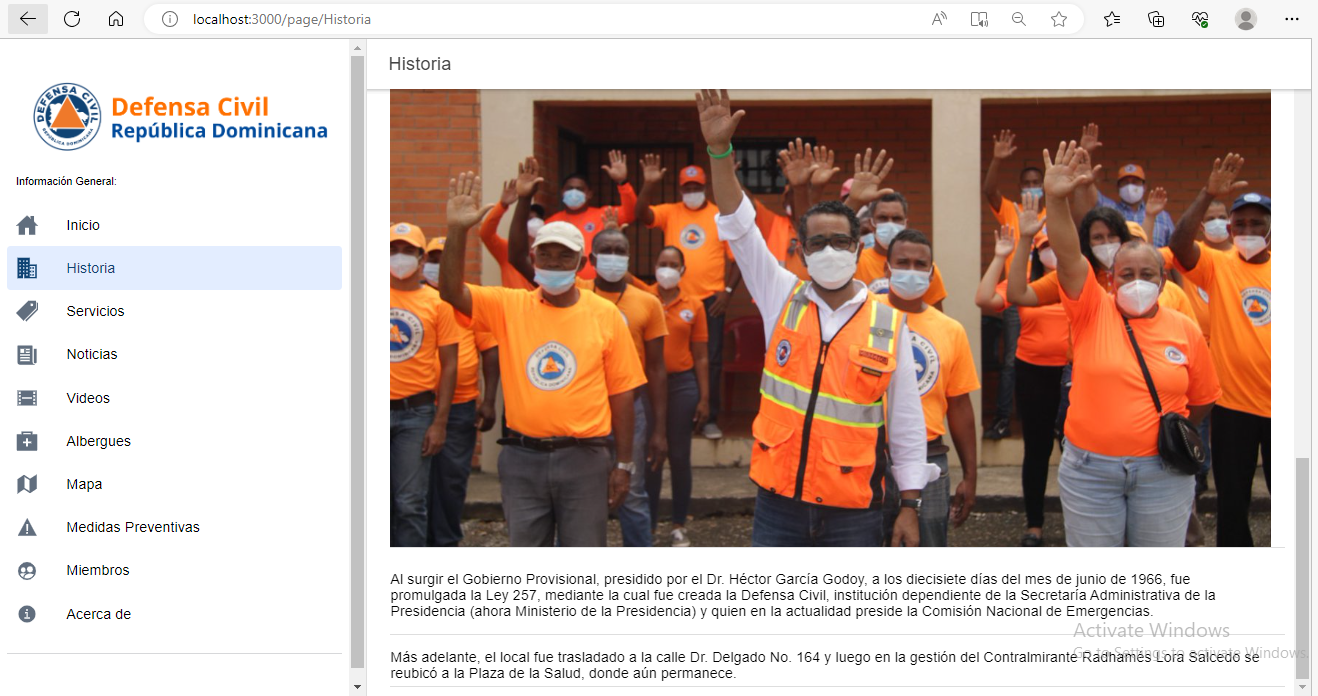 localhost:3000/page/Historia
DEFENSA CIVIL
REPÚBLICA DOMINICANA
Defensa Civil
República Dominicana
Información General:
Inicio
Historia
Servicios
Noticias
Videos
Albergues
Mapa
Medidas Preventivas
Miembros
Acerca de
Historia
Al surgir el Gobierno Provisional, presidido por el Dr. Héctor García Godoy, a los diecisiete días del mes de junio de 1966, fue
promulgada la Ley 257, mediante la cual fue creada la Defensa Civil, institución dependiente de la Secretaría Administrativa de la
Presidencia (ahora Ministerio de la Presidencia) y quien en la actualidad preside la Comisión Nacional de Emergencias.
Más adelante, el local fue trasladado a la calle Dr. Delgado No. 164 y luego en la gestión del Contralmirante Radhamés Lora Salcedo se
reubicó a la Plaza de la Salud, donde aún permanece.
Activate Windows
Go to Settings to activate Windows.